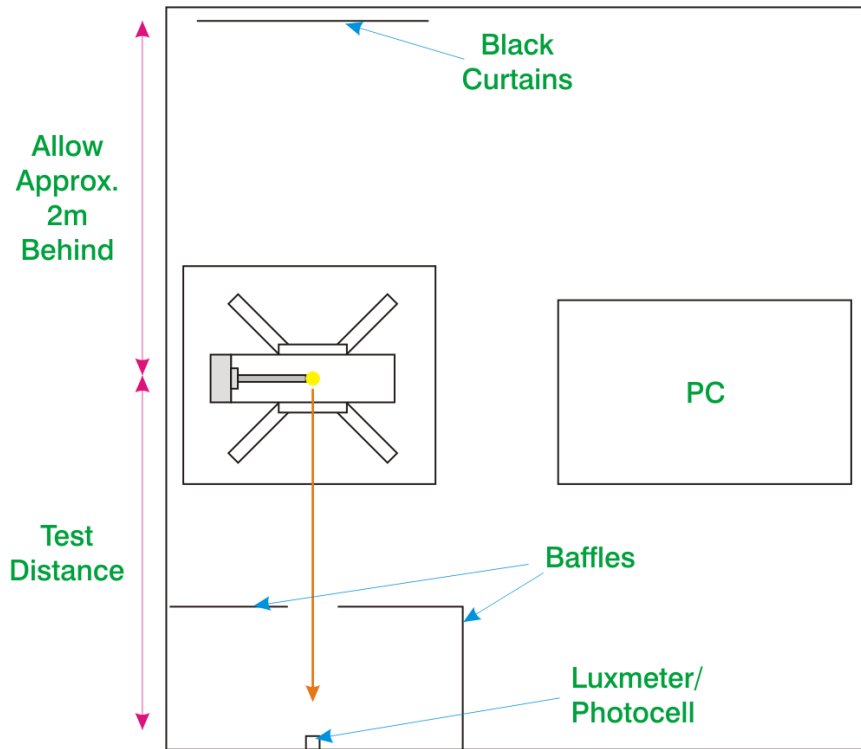 Black
Curtains
Allow
Approx.
2m
Behind
PC
Test
Distance
Baffles
Luxmeter/
Photocell